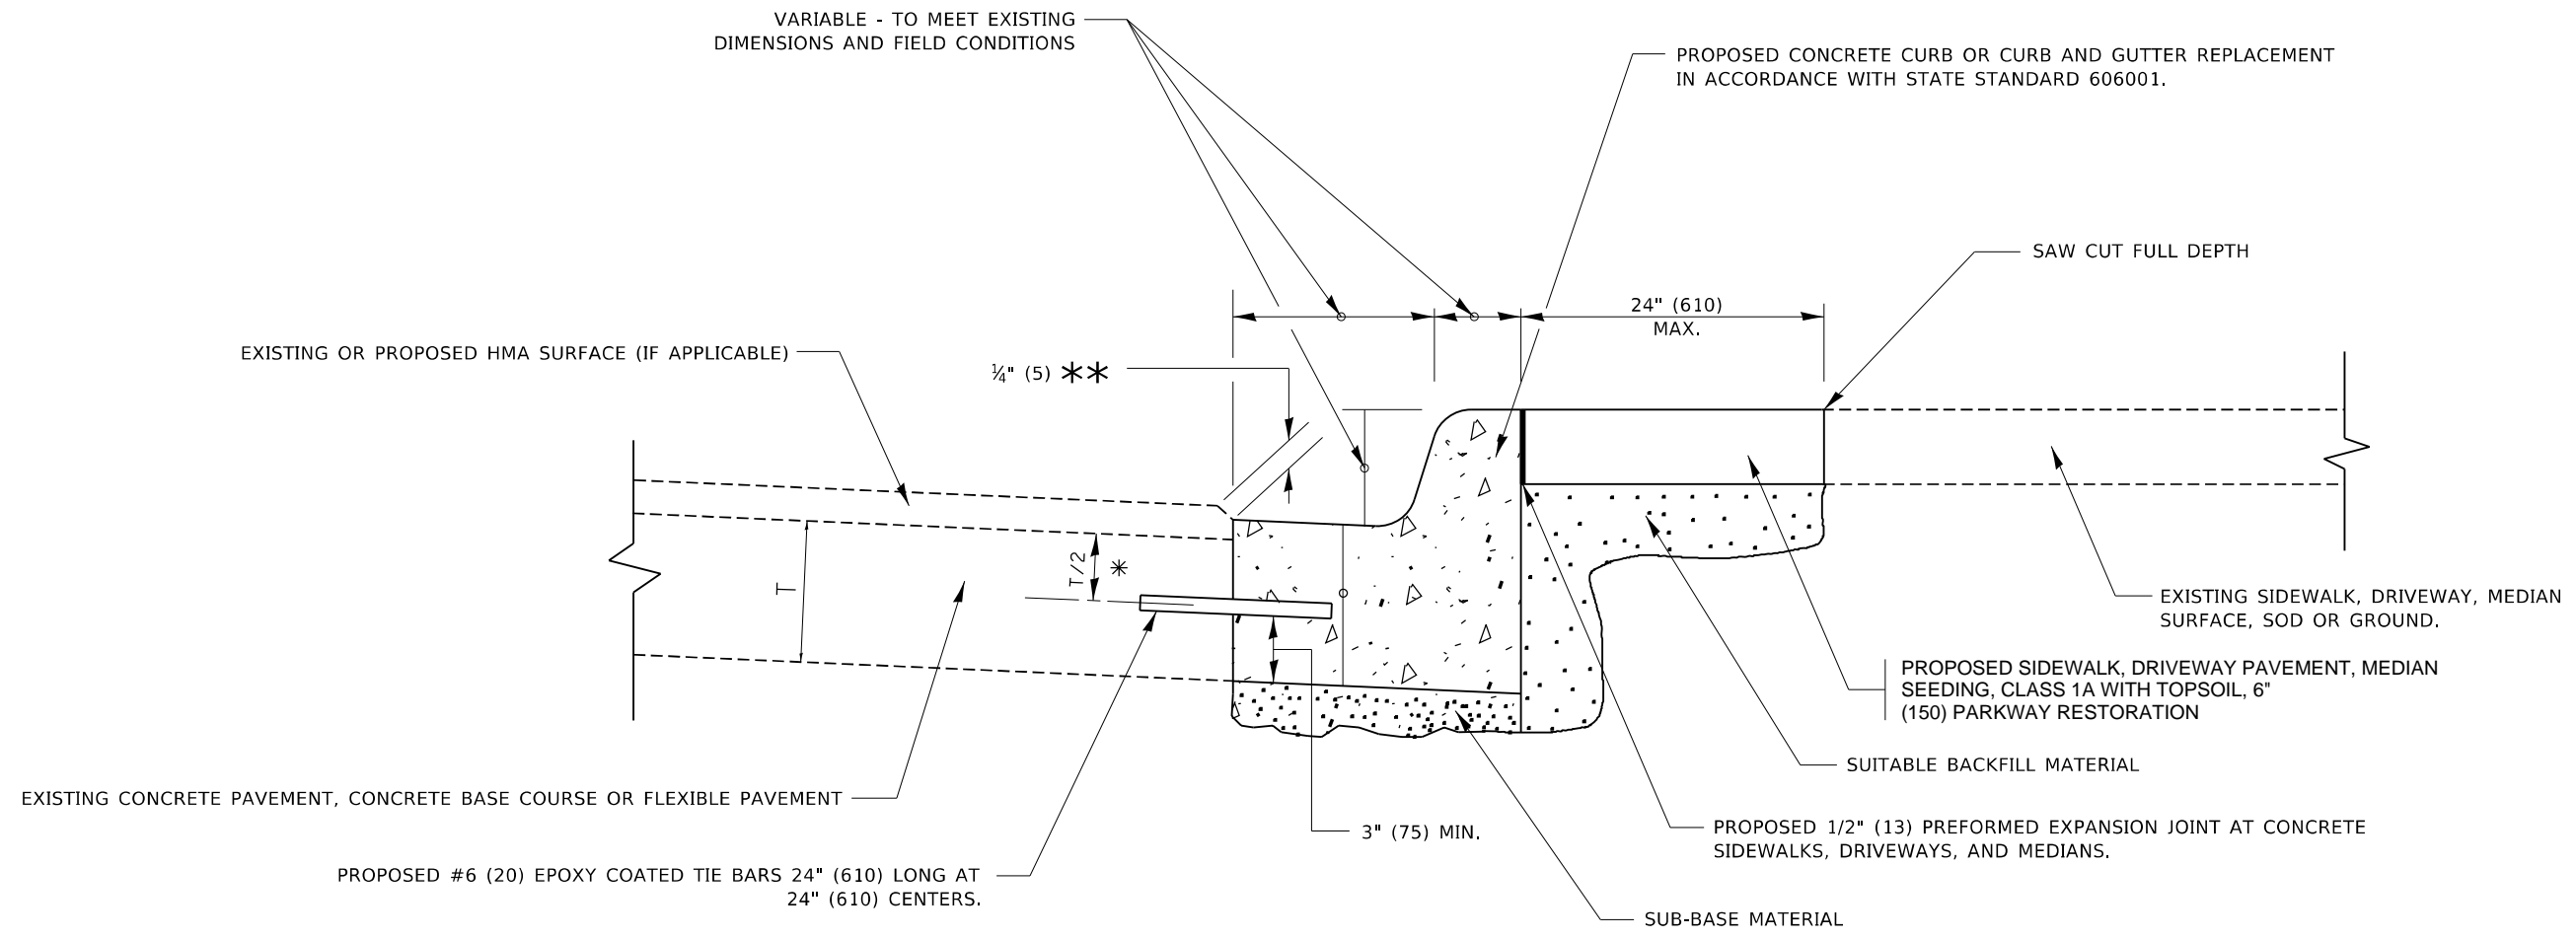 VARIABLE - TO MEET EXISTING
DIMENSIONS AND FIELD CONDITIONS
PROPOSED CONCRETE CURB OR CURB AND GUTTER REPLACEMENT
IN ACCORDANCE WITH STATE STANDARD 606001.
SAW CUT FULL DEPTH
24" (610)
MAX.
EXISTING OR PROPOSED HMA SURFACE (IF APPLICABLE)
¼" (5) **
T
T/2 *
EXISTING SIDEWALK, DRIVEWAY, MEDIAN
SURFACE, SOD OR GROUND.
PROPOSED SIDEWALK, DRIVEWAY PAVEMENT, MEDIAN
SEEDING, CLASS 1A WITH TOPSOIL, 6"
(150) PARKWAY RESTORATION
SUITABLE BACKFILL MATERIAL
EXISTING CONCRETE PAVEMENT, CONCRETE BASE COURSE OR FLEXIBLE PAVEMENT
3" (75) MIN.
PROPOSED 1/2" (13) PREFORMED EXPANSION JOINT AT CONCRETE
SIDEWALKS, DRIVEWAYS, AND MEDIANS.
PROPOSED #6 (20) EPOXY COATED TIE BARS 24" (610) LONG AT
24" (610) CENTERS.
SUB-BASE MATERIAL